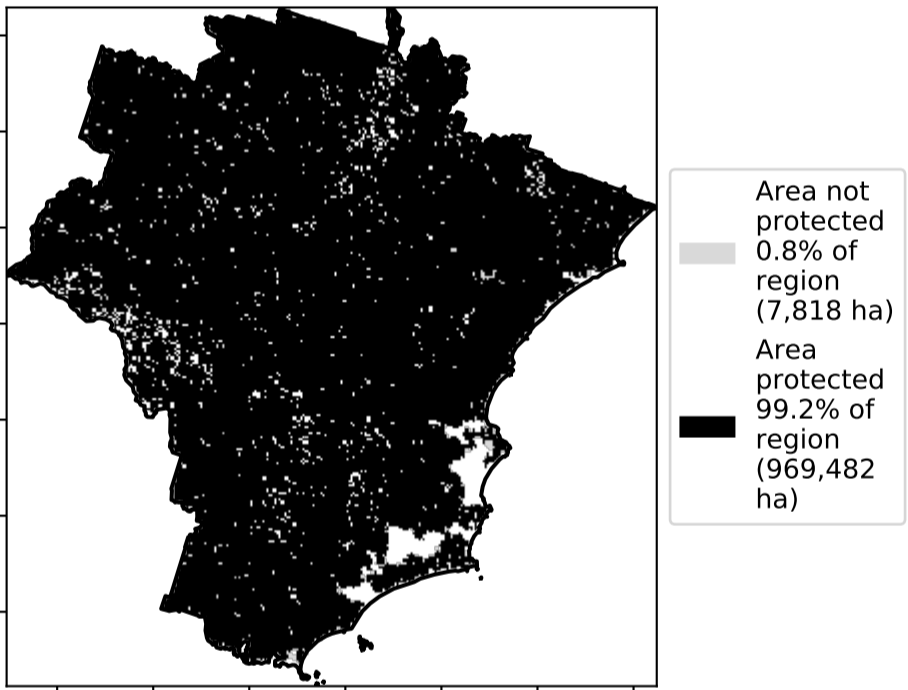 Area not
protected
0.8% of
region
(7,818 ha)
Area
protected
99.2% of
region
(969,482
ha)